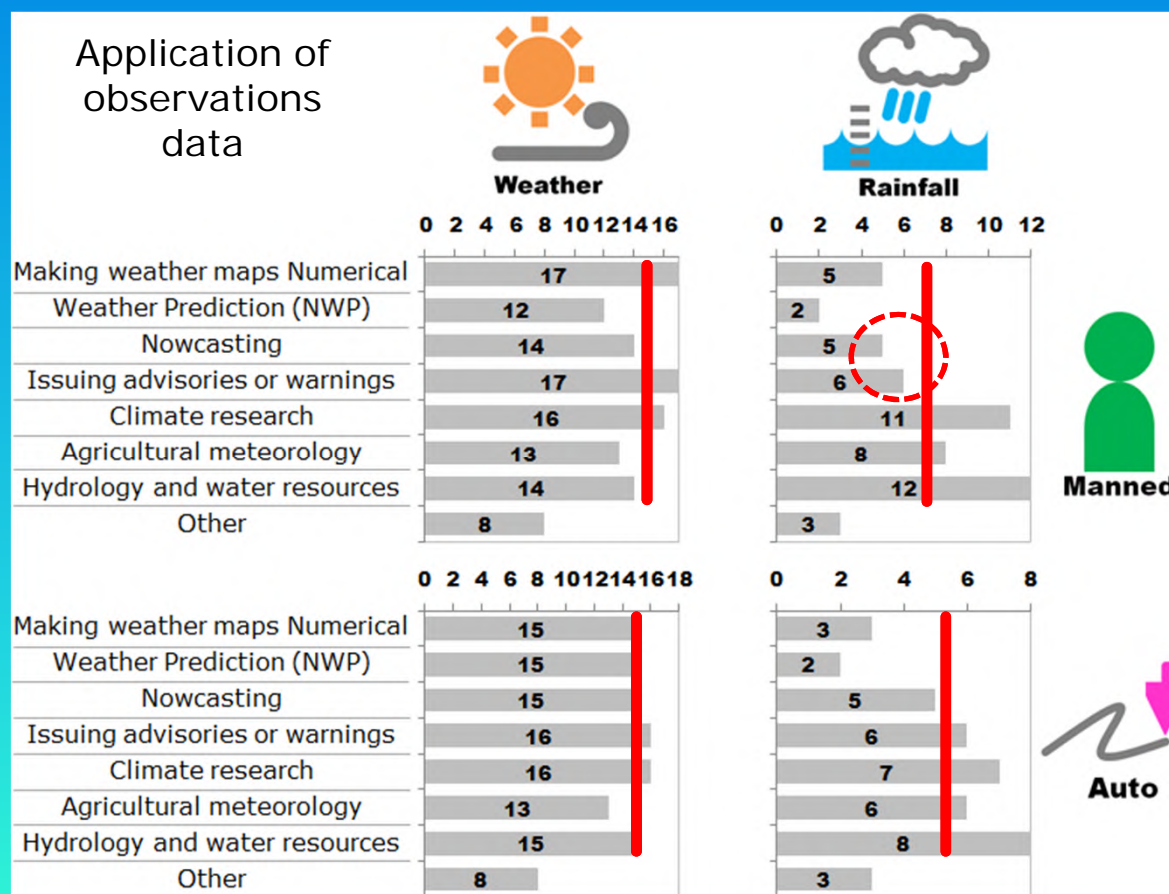 Application of
observations
data
Weather
Rainfall
0 2 4 6 8 10 12 14 16
0 2 4 6 8 10 12
Making weather maps Numerical 17 5
Weather Prediction (NWP) 12 2
Nowcasting 14 5
Issuing advisories or warnings 17 6
Climate research 16 11
Agricultural meteorology 13 8
Hydrology and water resources 14 12
Other 8 3
Manned
0 2 4 6 8 10 12 14 16 18
0 2 4 6 8
Making weather maps Numerical 15 3
Weather Prediction (NWP) 15 2
Nowcasting 15 5
Issuing advisories or warnings 16 6
Climate research 16 7
Agricultural meteorology 13 6
Hydrology and water resources 15 8
Other 8 3
Auto